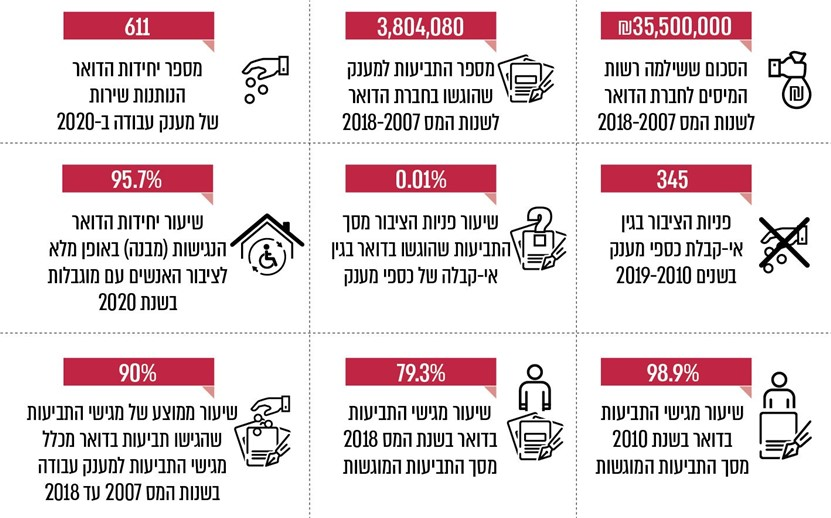 ₪35,500,000
הסכום ששילמה רשות
המיסים לחברת הדואר
לשנות המס 2018-2007
3,804,080
מספר התביעות למענק
שהוגשו בחברת הדואר
לשנות המס 2018-2007
611
מספר יחידות הדואר
הנותנות שירות
של מענק עבודה ב-2020
345
פניות הציבור בגין
אי-קבלת כספי מענק
בשנים 2019-2010
0.01%
שיעור פניות הציבור מסך
התביעות שהוגשו בדואר בגין
אי-קבלה של כספי מענק
95.7%
שיעור יחידות הדואר
הנגישות (מבנה) באופן מלא
לציבור האנשים עם מוגבלות
בשנת 2020
98.9%
שיעור מגישי התביעות
בדואר בשנת 2010
מסך התביעות המוגשות
79.3%
שיעור מגישי התביעות
בדואר בשנת המס 2018
מסך התביעות המוגשות
90%
שיעור ממוצע של מגישי התביעות
שהגישו תביעות בדואר מכלל
מגישי התביעות למענק עבודה
בשנות המס 2007 עד 2018